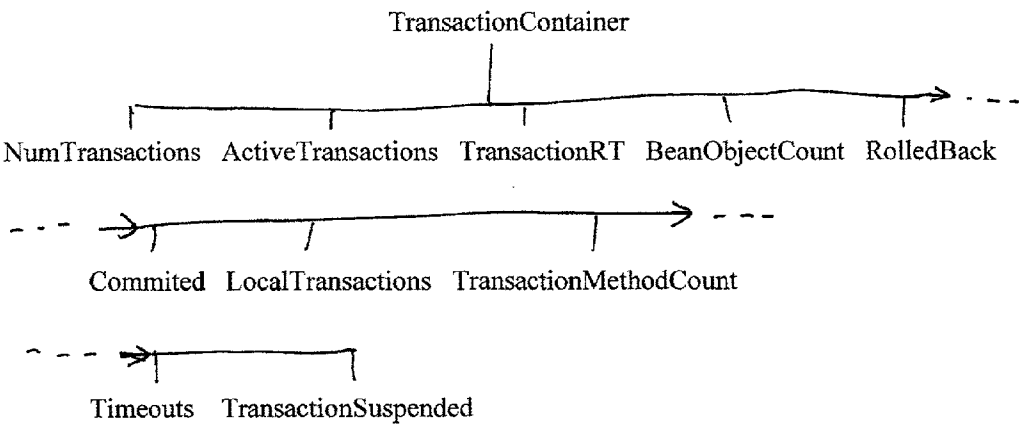 TransactionContainer
NumTransactions ActiveTransactions TransactionRT BeanObjectCount RolledBack
Commited LocalTransactions TransactionMethodCount
Timeouts TransactionSuspended